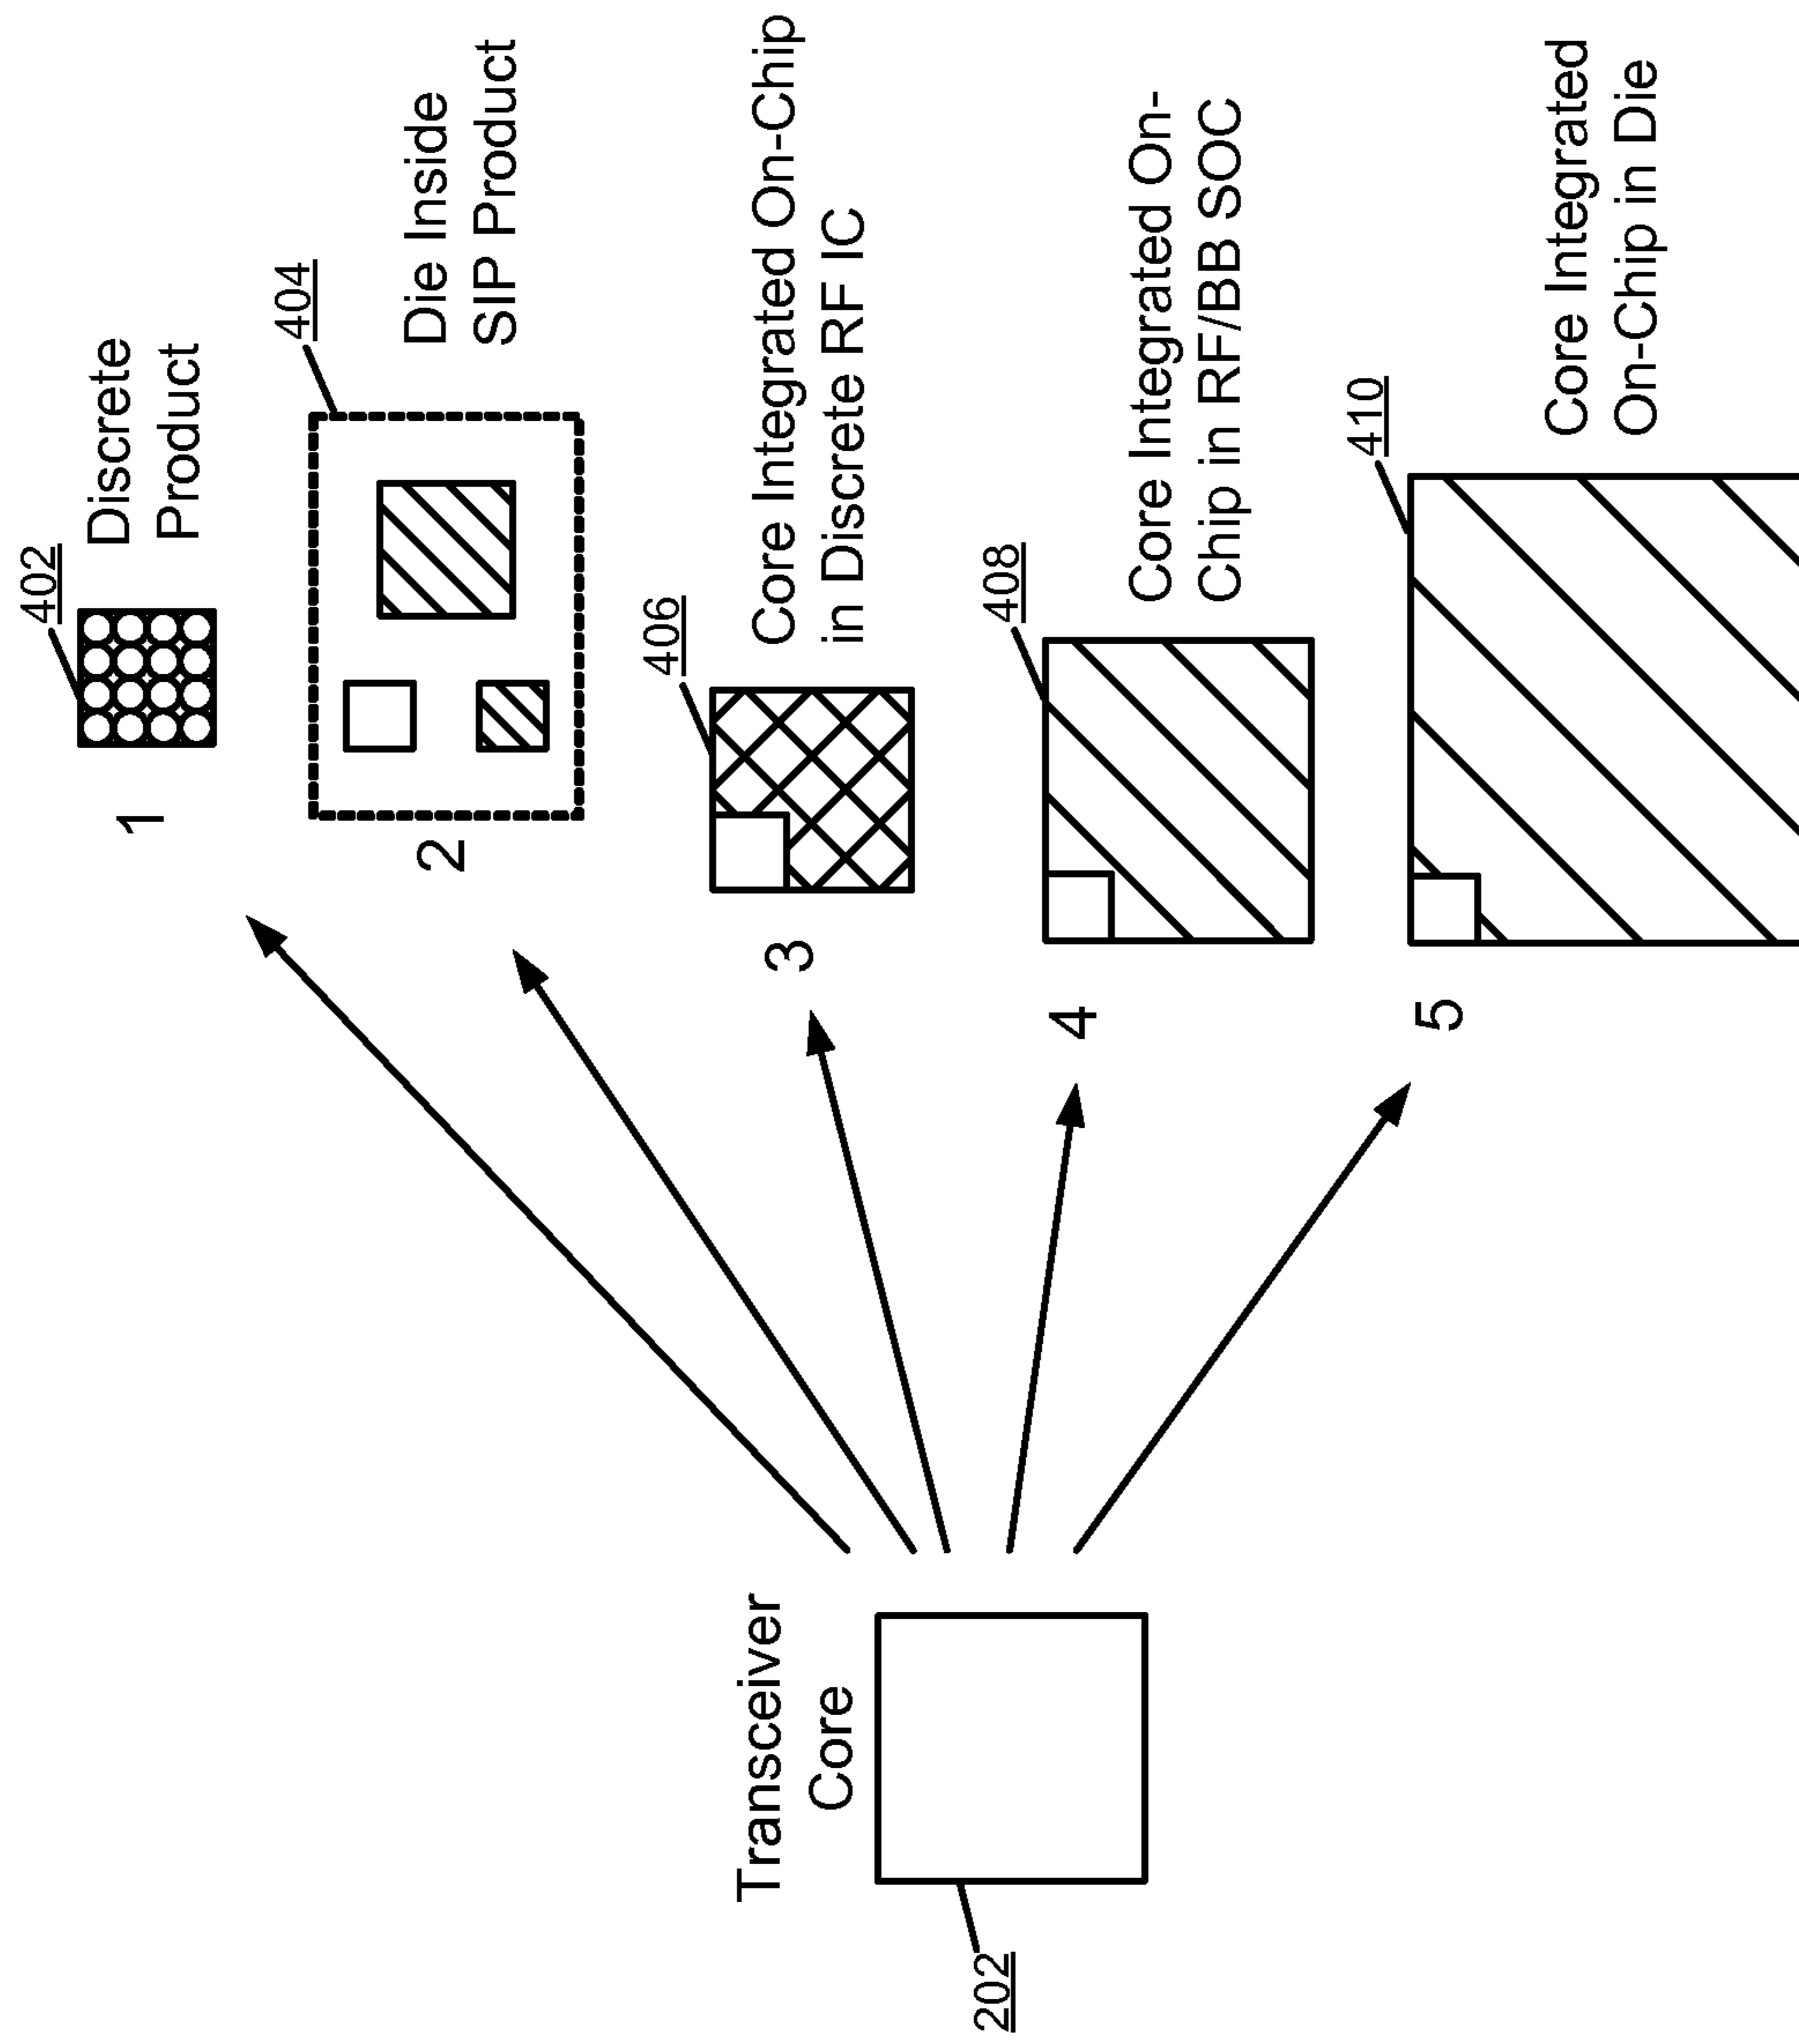 Transceiver
Core
202
1
402
Discrete
Product
2
404
Die Inside
SIP Product
3
406
Core Integrated On-Chip
in Discrete RF IC
4
408
Core Integrated On-
Chip in RF/BB SOC
5
410
Core Integrated
On-Chip in Die